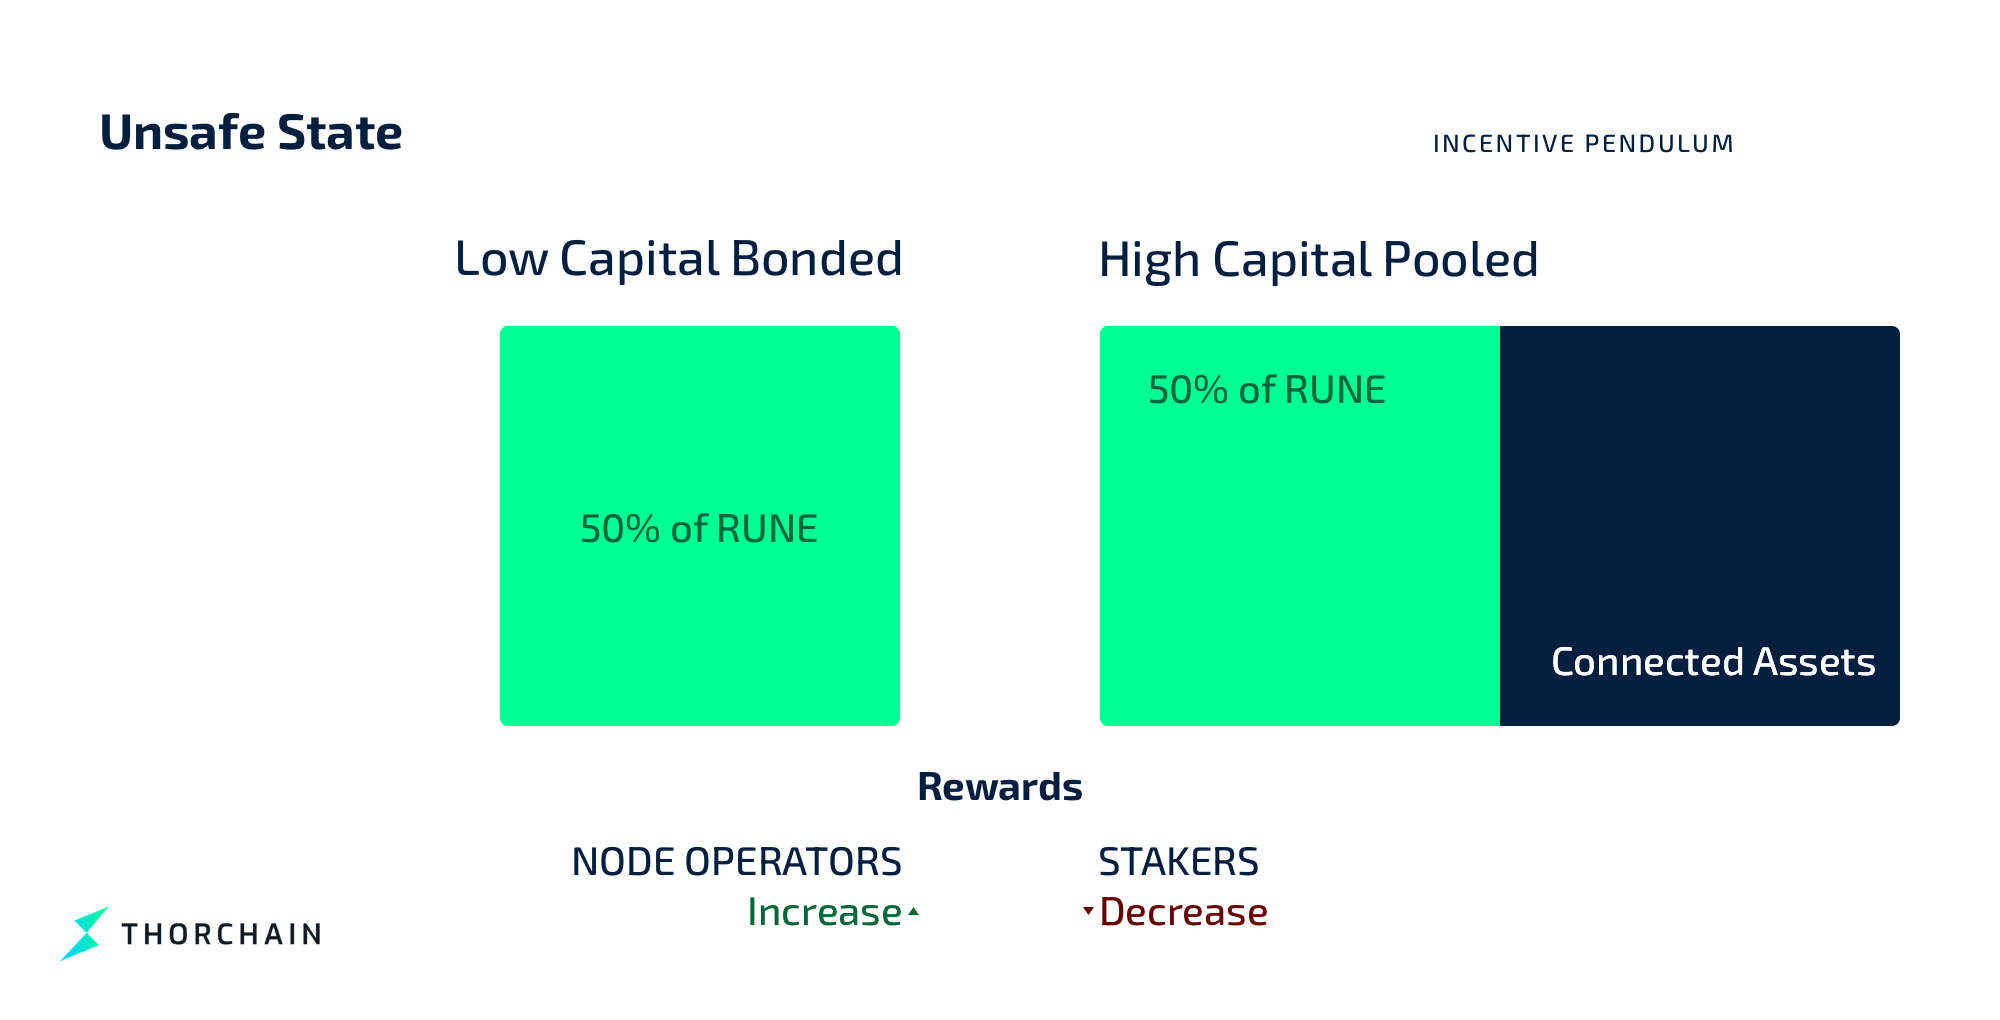 Unsafe State
INCENTIVE PENDULUM
Low Capital Bonded
High Capital Pooled
50% of RUNE
50% of RUNE
Connected Assets
Rewards
NODE OPERATORS
Increase
STAKERS
Decrease
THORCHAIN